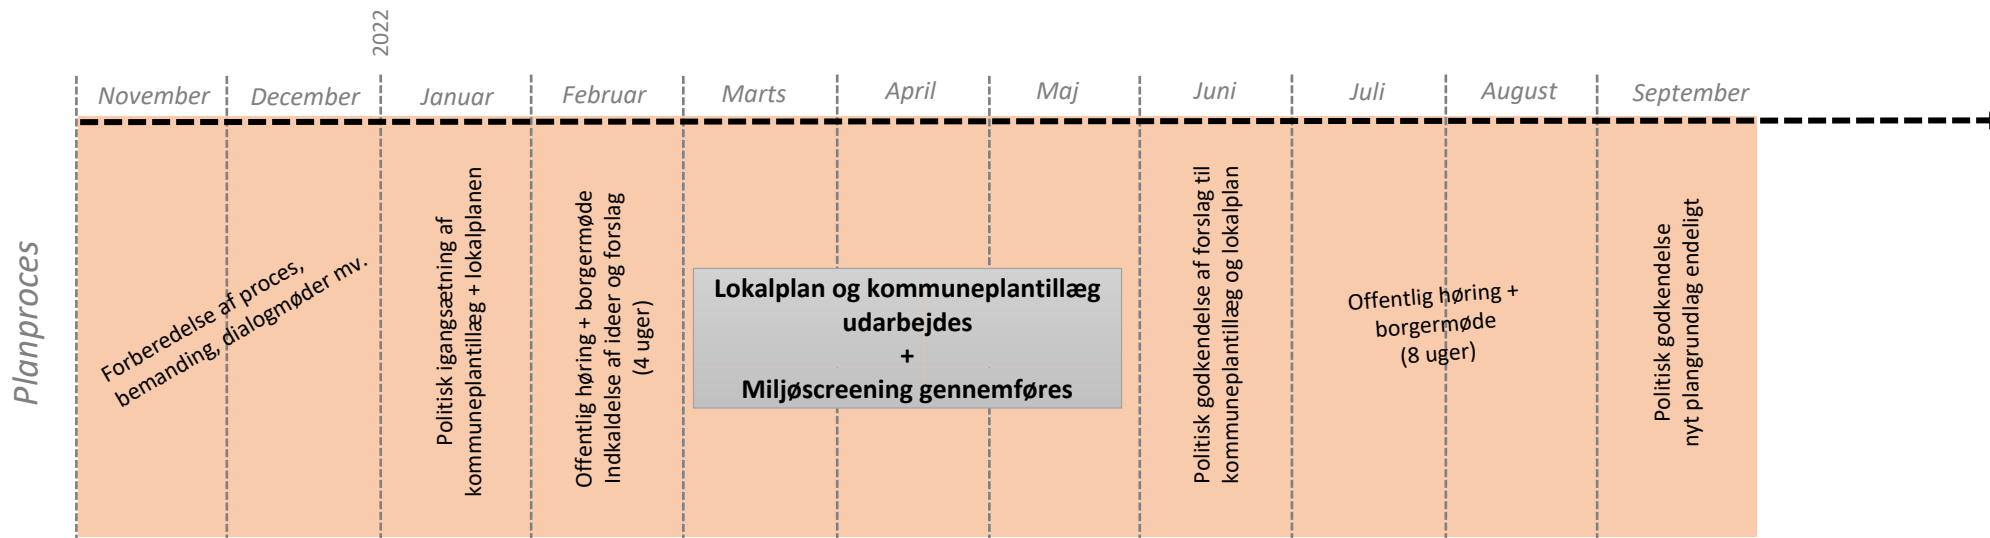 2022
November
December
Januar
Februar
Marts
April
Maj
Juni
Juli
August
September
Planproces
Forberedelse af proces,
bemanding, dialogmøder mv.
Politisk igangsætning af
kommuneplantillæg + lokalplanen
Offentlig høring + borgermøde
Indkaldelse af ideer og forslag
(4 uger)
Lokalplan og kommuneplantillæg
udarbejdes
+
Miljøscreening gennemføres
Politisk godkendelse af forslag til
kommuneplantillæg og lokalplan
Offentlig høring +
borgermøde
(8 uger)
Politisk godkendelse
nyt plangrundlag endeligt